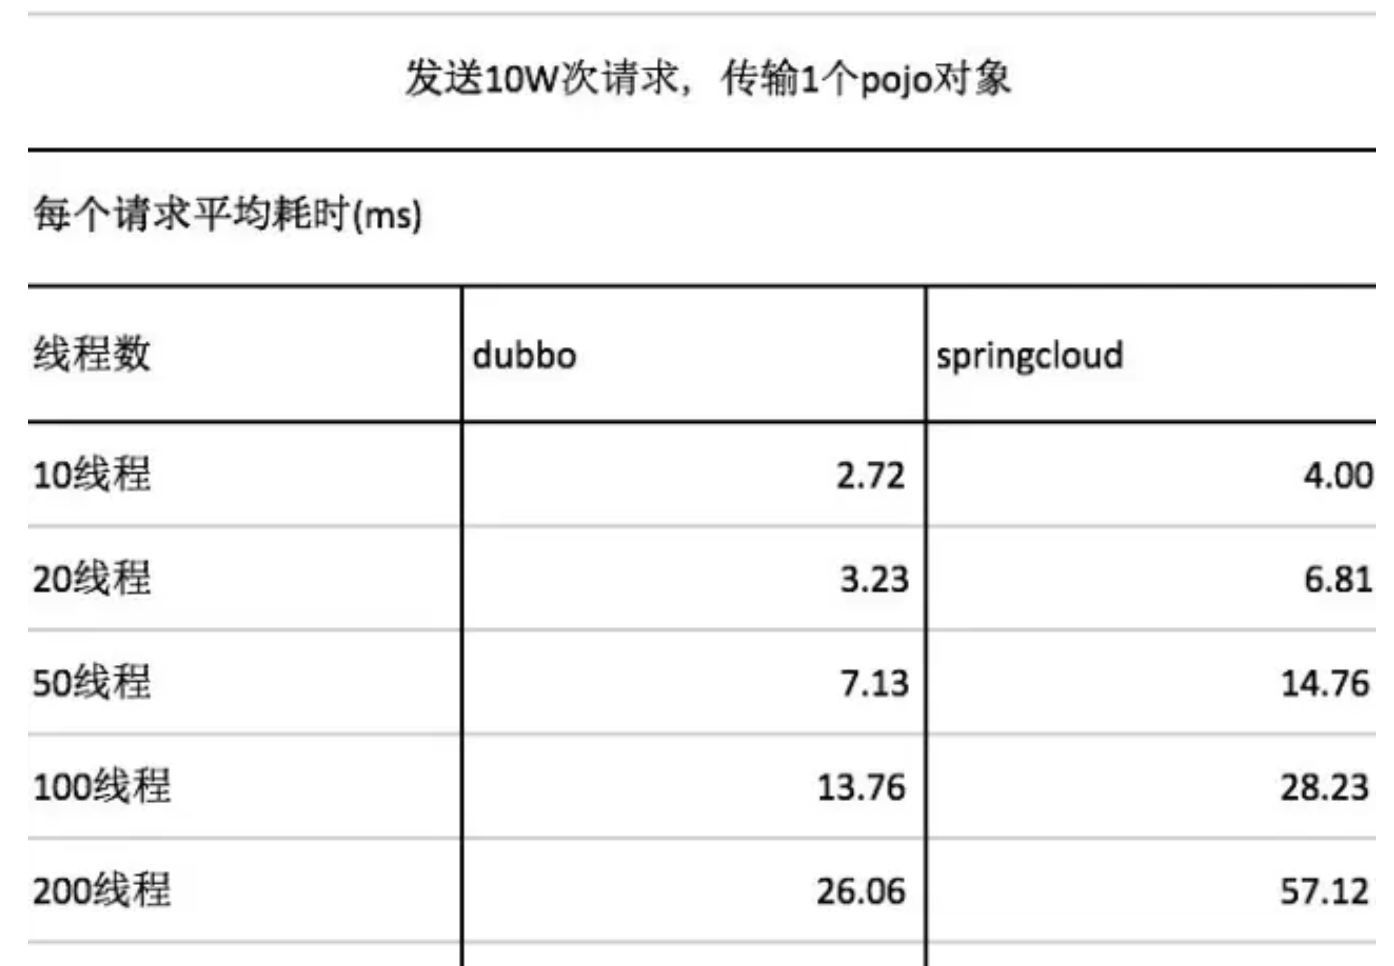 发送10W次请求，传输1个pojo对象
每个请求平均耗时(ms)
线程数 dubbo springcloud
10线程 2.72 4.00
20线程 3.23 6.81
50线程 7.13 14.76
100线程 13.76 28.23
200线程 26.06 57.12